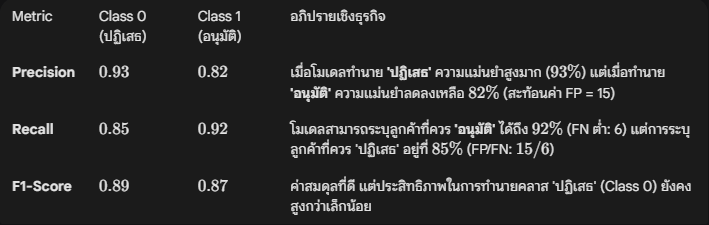 Metric Class 0 Class 1 อภิปรายเชิงธุรกิจ
(ปฏิเสธ) (อนุมัติ)
Precision 0.93 0.82 เมื่อโมเดลทำนาย 'ปฏิเสธ' ความแม่นยำสูงมาก (93%) แต่เมื่อทำนาย
'อนุมัติ' ความแม่นยำลดลงเหลือ 82% (สะท้อนค่า FP = 15)
Recall 0.85 0.92 โมเดลสามารถระบุลูกค้าที่ควร 'อนุมัติ' ได้ถึง 92% (FN ต่ำ: 6) แต่การระบุ
ลูกค้าที่ควร 'ปฏิเสธ' อยู่ที่ 85% (FP/FN: 15/6)
F1-Score 0.89 0.87 ค่าสมดุลที่ดี แต่ประสิทธิภาพในการทำนายคลาส 'ปฏิเสธ' (Class 0) ยังคง
สูงกว่าเล็กน้อย